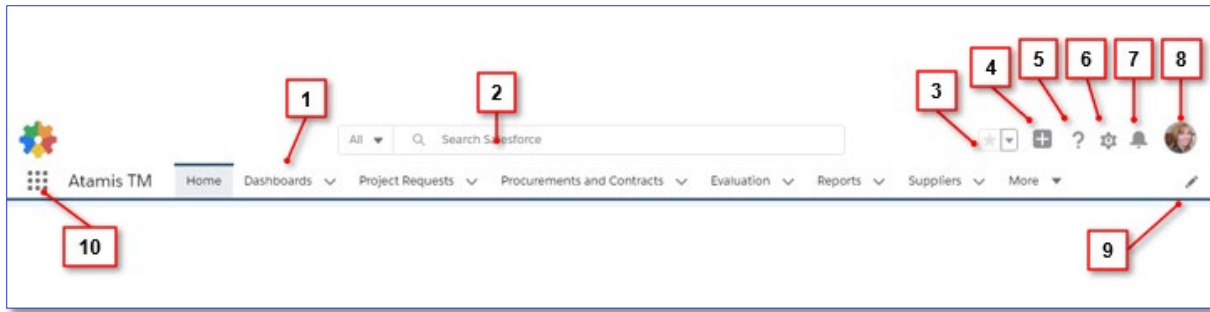 4 5 6 7 8
3
1 2
All Search Salesforce
?
Atamis TM Home Dashboards Project Requests Procurements and Contracts Evaluation Reports Suppliers More
10 9